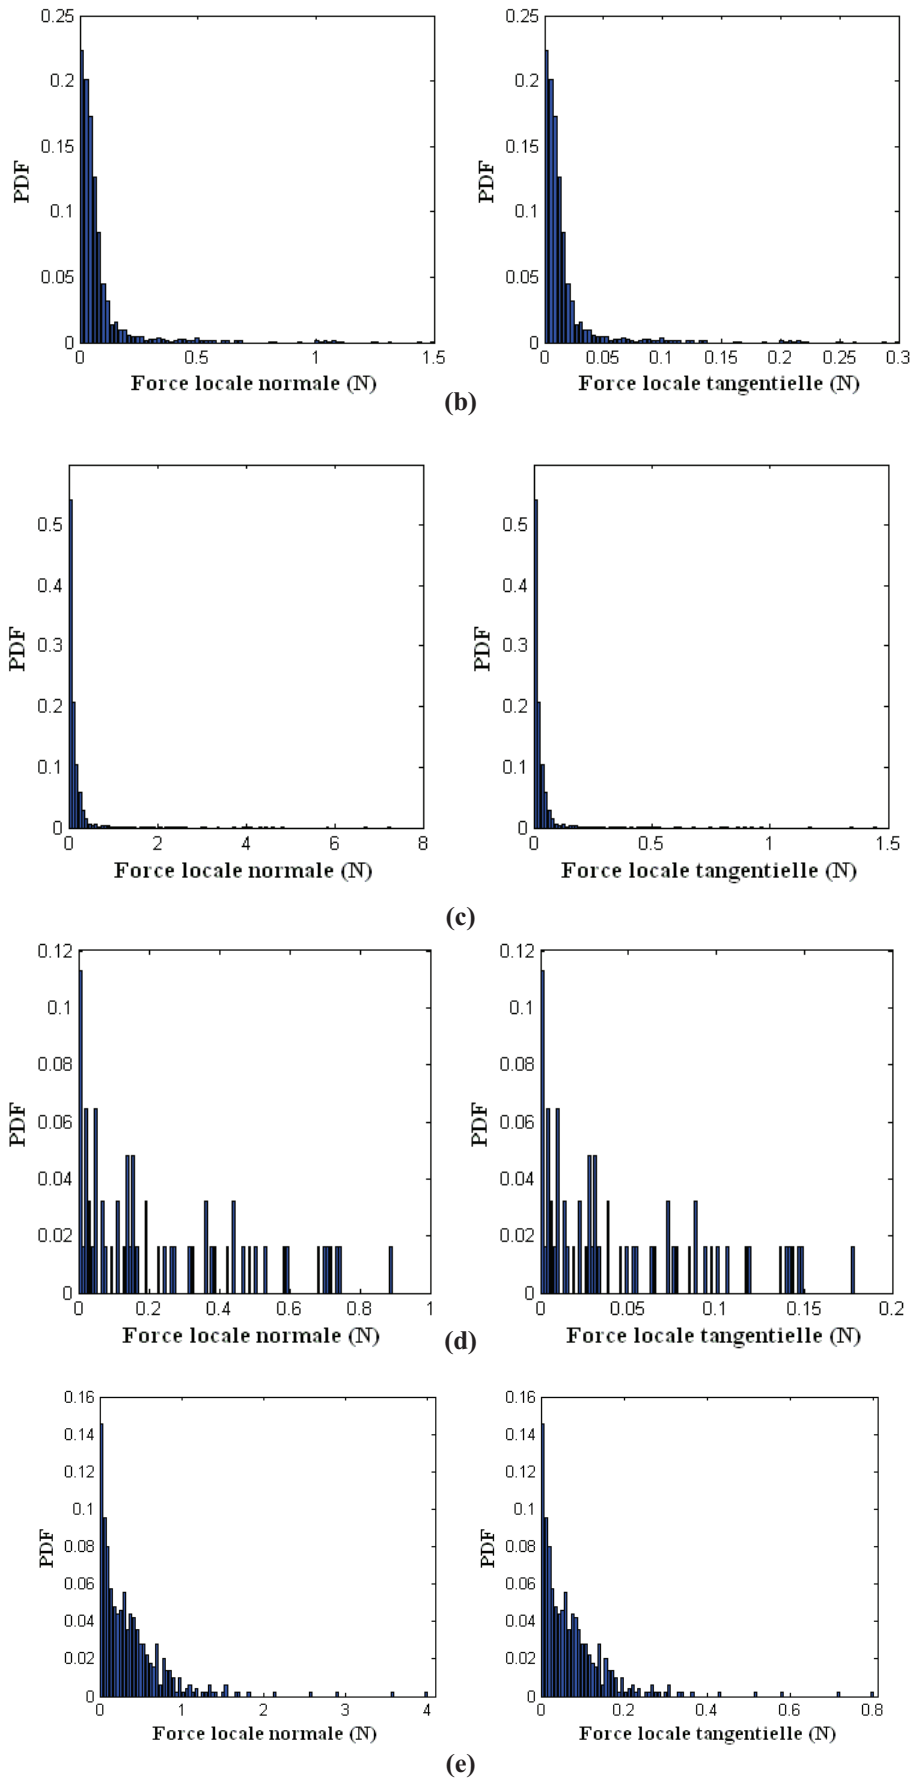 0.25
0.2
0.15
0.1
0.05
0
PDF
0 0.5 1 1.5
Force locale normale (N)
0.25
0.2
0.15
0.1
0.05
0
PDF
0 0.05 0.1 0.15 0.2 0.25 0.3
Force locale tangentielle (N)
(b)
0.5
0.4
0.3
0.2
0.1
0
PDF
0 2 4 6 8
Force locale normale (N)
0.5
0.4
0.3
0.2
0.1
0
PDF
0 0.5 1 1.5
Force locale tangentielle (N)
(c)
0.12
0.1
0.08
0.06
0.04
0.02
0
PDF
0 0.2 0.4 0.6 0.8 1
Force locale normale (N)
0.12
0.1
0.08
0.06
0.04
0.02
0
PDF
0 0.05 0.1 0.15 0.2
Force locale tangentielle (N)
(d)
0.16
0.14
0.12
0.1
0.08
0.06
0.04
0.02
0
PDF
0 1 2 3 4
Force locale normale (N)
0.16
0.14
0.12
0.1
0.08
0.06
0.04
0.02
0
PDF
0 0.2 0.4 0.6 0.8
Force locale tangentielle (N)
(e)